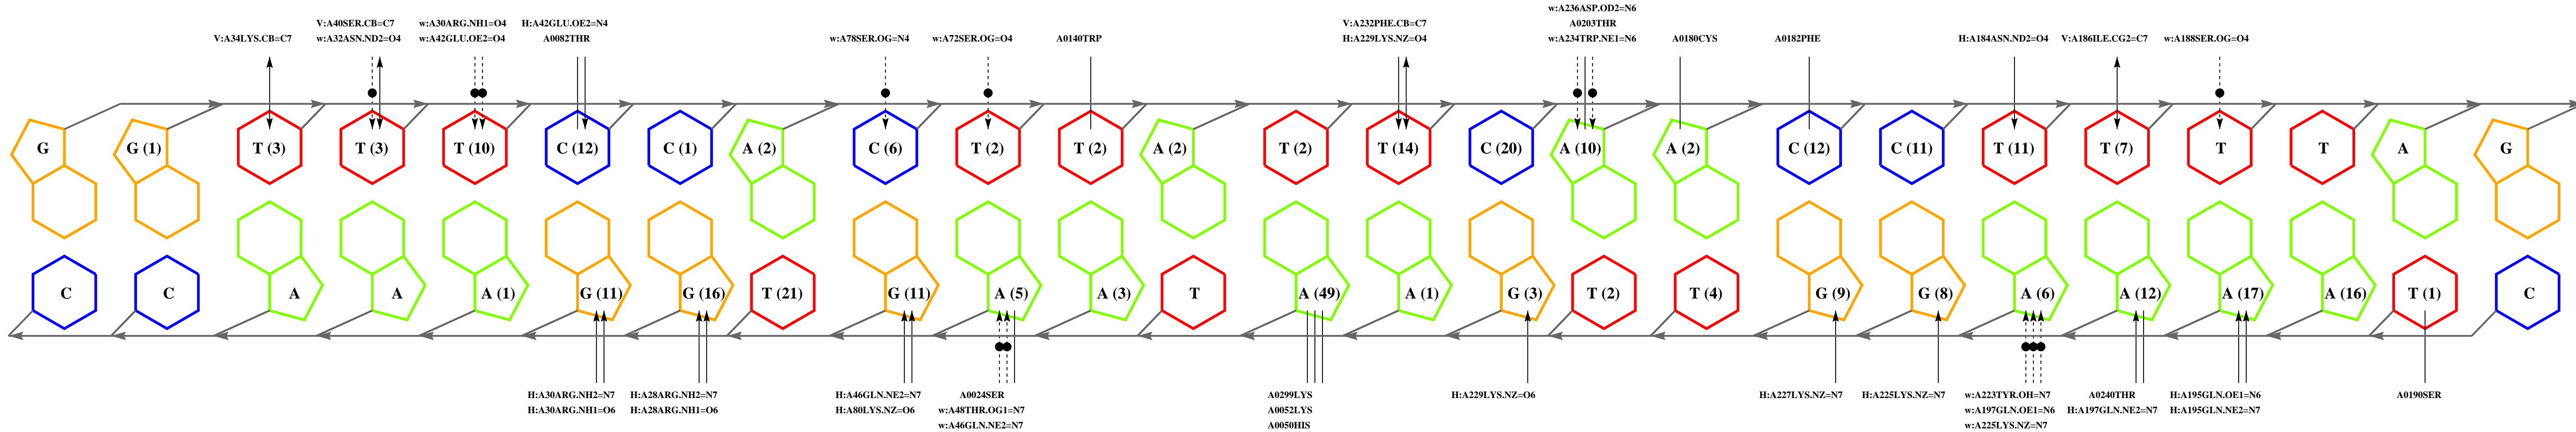 w:A236ASP.OD2=N6
V:A40SER.CB=C7 w:A30ARG.NH1=O4 H:A42GLU.OE2=N4 V:A232PHE.CB=C7 A0203THR
V:A34LYS.CB=C7 w:A32ASN.ND2=O4 w:A42GLU.OE2=O4 A0082THR w:A78SER.OG=N4 w:A72SER.OG=O4 A0140TRP H:A229LYS.NZ=O4 w:A234TRP.NE1=N6 A0180CYS A0182PHE H:A184ASN.ND2=O4 V:A186ILE.CG2=C7 w:A188SER.OG=O4
G G (1) T (3) T (3) T (10) C (12) C (1) A (2) C (6) T (2) T (2) A (2) T (2) T (14) C (20) A (10) A (2) C (12) C (11) T (11) T (7) T T A G
C C A A A (1) G (11) G (16) T (21) G (11) A (5) A (3) T A (49) A (1) G (3) T (2) T (4) G (9) G (8) A (6) A (12) A (17) A (16) T (1) C
H:A30ARG.NH2=N7 H:A28ARG.NH2=N7 H:A46GLN.NE2=N7 A0024SER A0299LYS H:A229LYS.NZ=O6 H:A227LYS.NZ=N7 H:A225LYS.NZ=N7 w:A223TYR.OH=N7 A0240THR H:A195GLN.OE1=N6 A0190SER
H:A30ARG.NH1=O6 H:A28ARG.NH1=O6 H:A80LYS.NZ=O6 w:A48THR.OG1=N7 A0052LYS w:A197GLN.OE1=N6 H:A197GLN.NE2=N7 H:A195GLN.NE2=N7
w:A46GLN.NE2=N7 A0050HIS w:A225LYS.NZ=N7